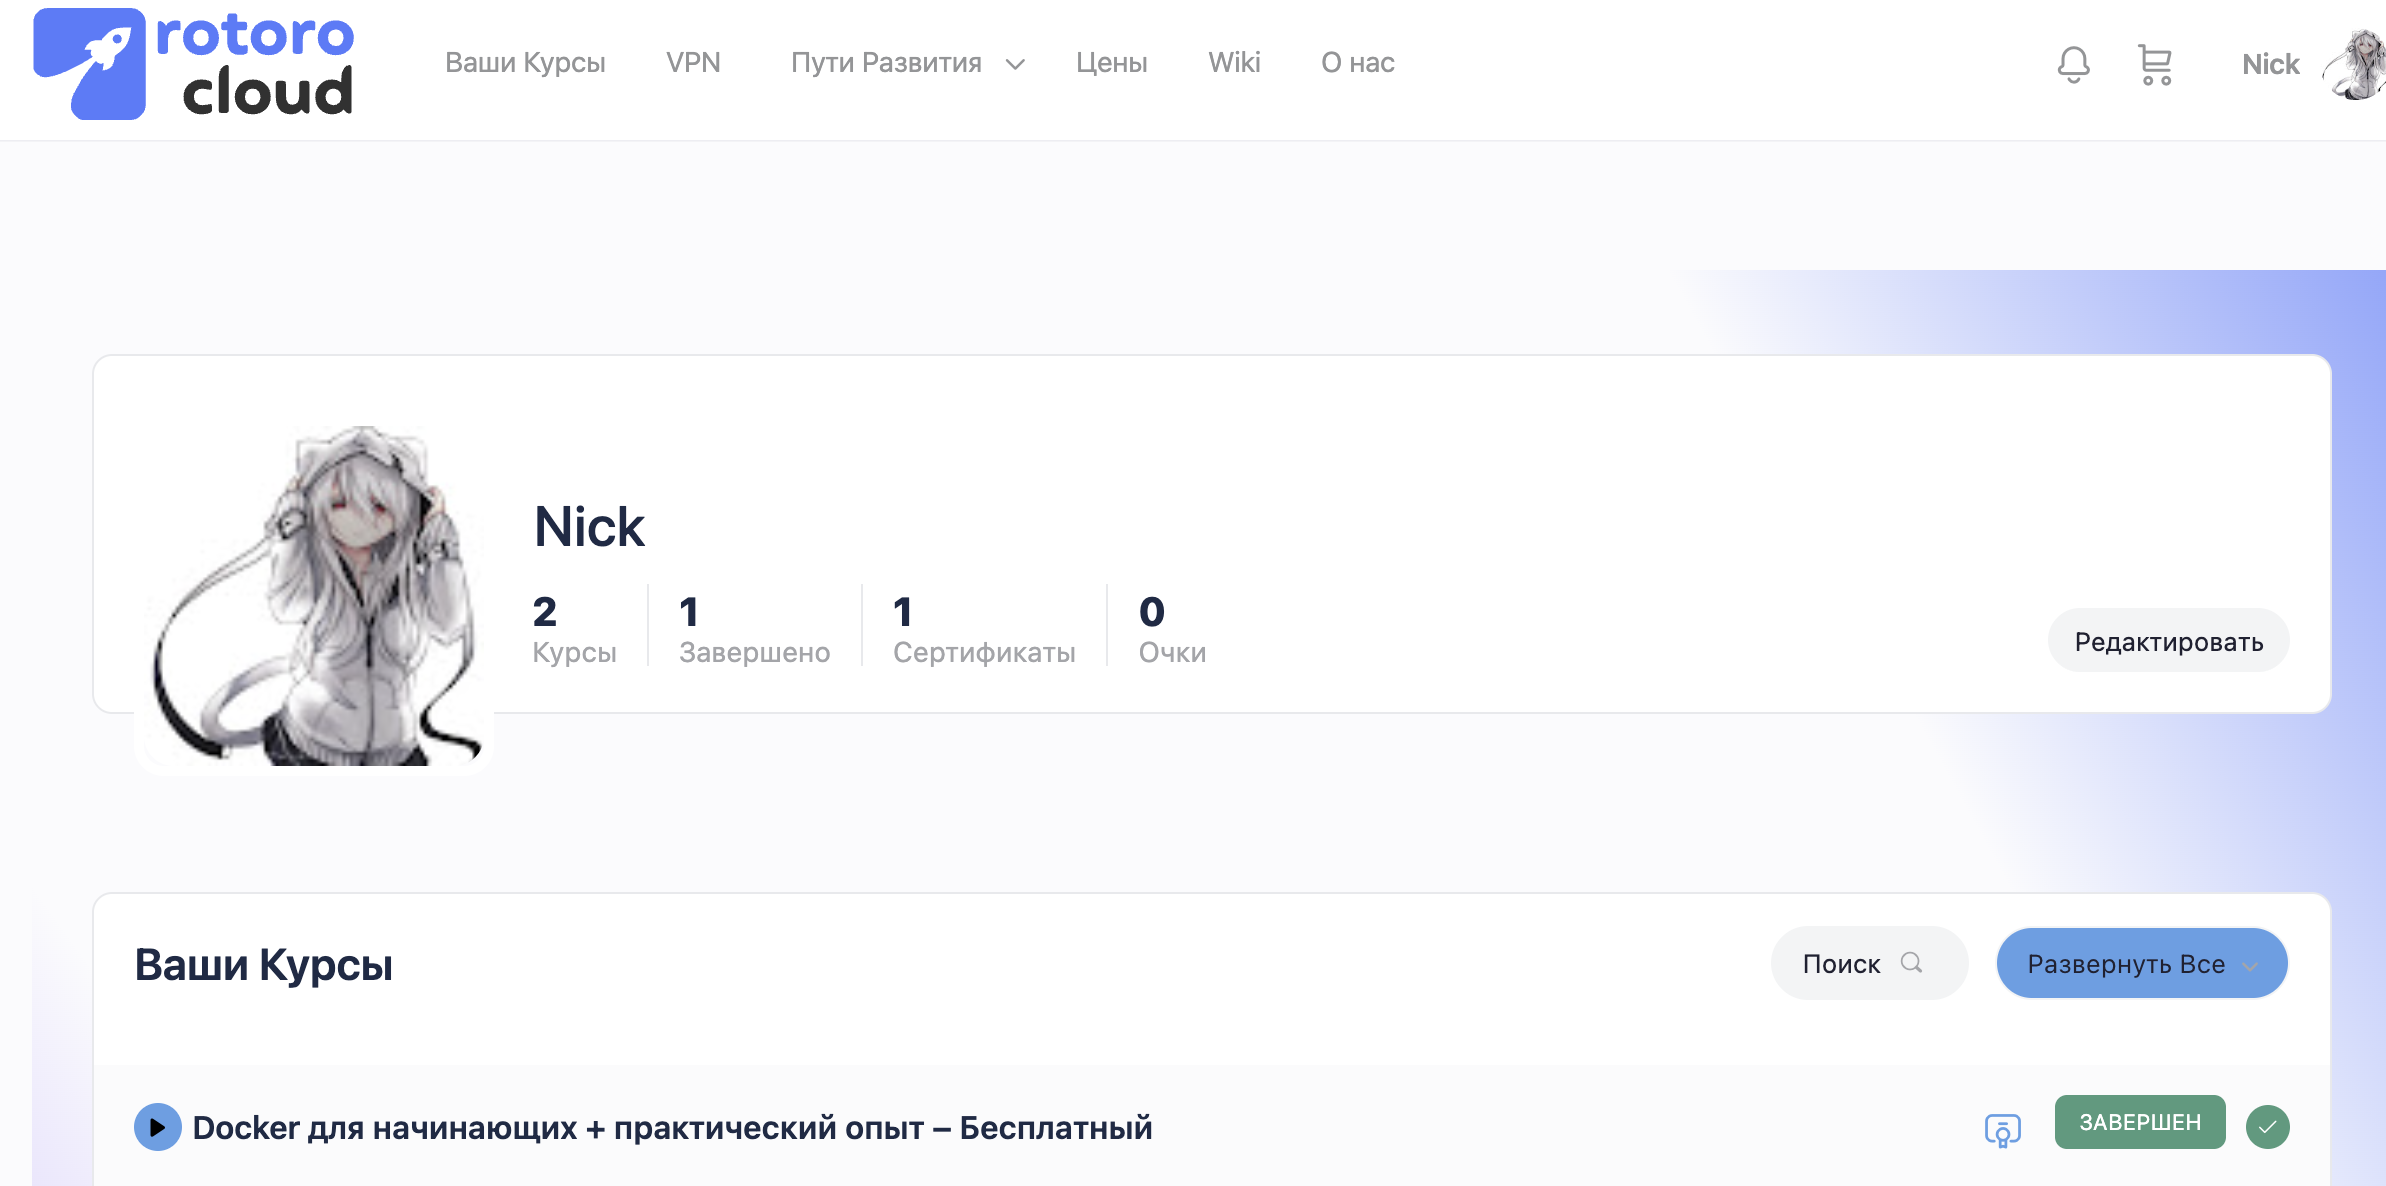 rotoro
cloud
Ваши Курсы VPN Пути Развития Цены Wiki О нас Nick
Nick
2 1 1 0
Курсы Завершено Сертификаты Очки
Редактировать
Ваши Курсы Поиск Развернуть Все
Docker для начинающих + практический опыт – Бесплатный ЗАВЕРШЕН